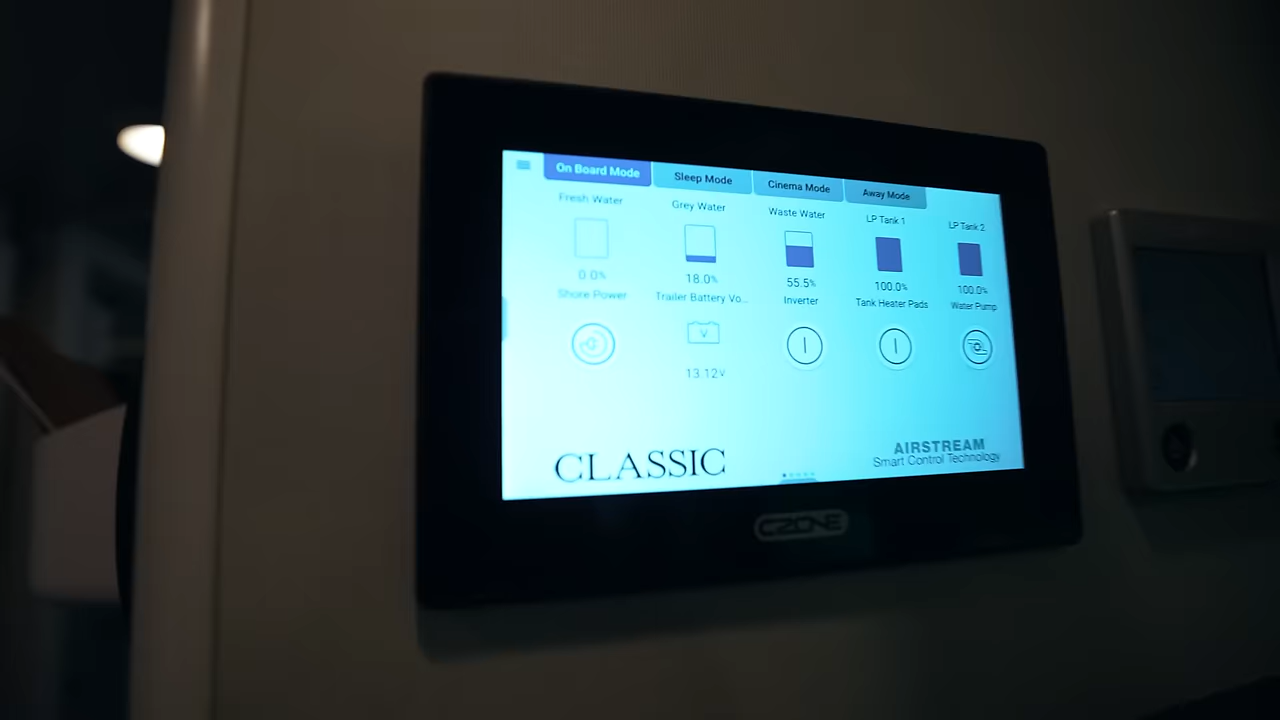 On Board Mode
Sleep Mode
Cinema Mode
Away Mode
Fresh Water
Grey Water
Waste Water
LP Tank 1
LP Tank 2
0.0%
18.0%
55.5%
100.0%
100.0%
Shore Power
Trailer Battery Vo...
Inverter
Tank Heater Pads
Water Pump
V
13.12V
CLASSIC
AIRSTREAM
Smart Control Technology
CZONE